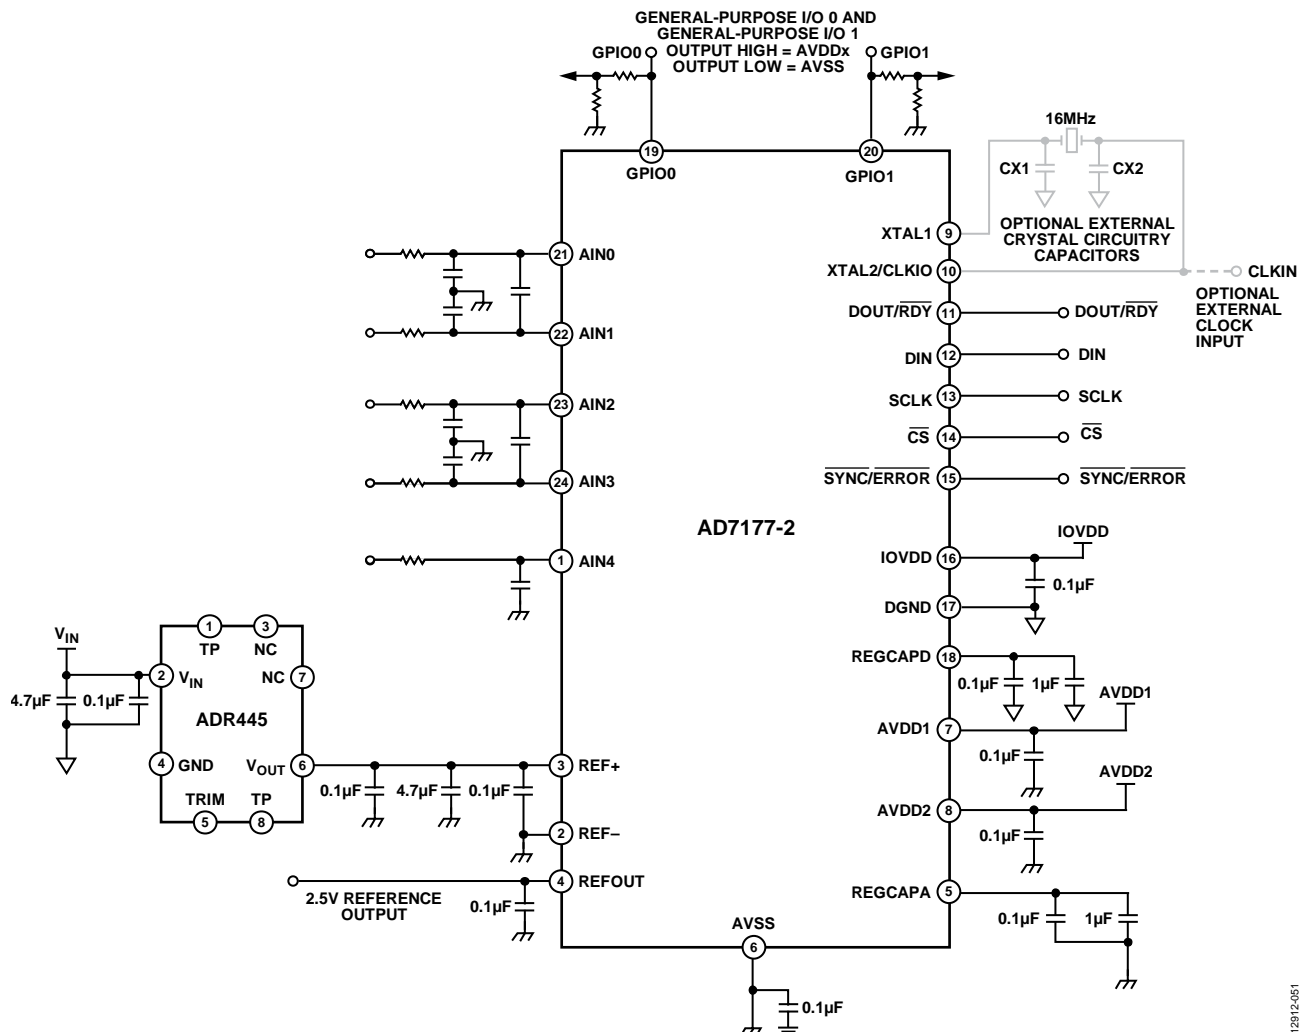 GENERAL-PURPOSE I/O 0 AND
GENERAL-PURPOSE I/O 1
OUTPUT HIGH = AVDDx
OUTPUT LOW = AVSS
GPIO0
GPIO1
19
GPIO0
20
GPIO1
16MHz
CX1
CX2
OPTIONAL EXTERNAL
CRYSTAL CIRCUITRY
CAPACITORS
XTAL1
9
XTAL2/CLKIO
10
CLKIN
OPTIONAL
EXTERNAL
CLOCK
INPUT
21
AIN0
22
AIN1
23
AIN2
24
AIN3
1
AIN4
DOUT/RDY
11
DOUT/RDY
DIN
12
DIN
SCLK
13
SCLK
CS
14
CS
SYNC/ERROR
15
SYNC/ERROR
AD7177-2
IOVDD
16
IOVDD
0.1µF
DGND
17
REGCAPD
18
0.1µF
1µF
AVDD1
7
AVDD1
0.1µF
AVDD2
8
AVDD2
0.1µF
REGCAPA
5
0.1µF
1µF
VIN
4.7µF
0.1µF
1
TP
3
NC
2
VIN
NC
7
ADR445
4
GND
VOUT
6
TRIM
5
TP
8
0.1µF
4.7µF
0.1µF
3
REF+
2
REF–
4
REFOUT
2.5V REFERENCE
OUTPUT
0.1µF
AVSS
6
0.1µF
12912-051